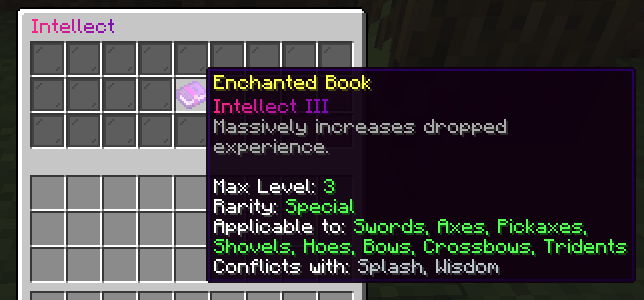 Intellect
Enchanted Book
Intellect III
Massively increases dropped
experience.
Max Level: 3
Rarity: Special
Applicable to: Swords, Axes, Pickaxes,
Shovels, Hoes, Bows, Crossbows, Tridents
Conflicts with: Splash, Wisdom